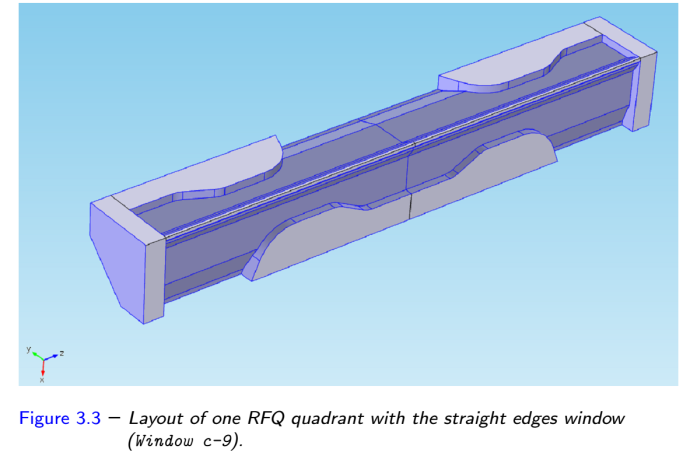 y
z
x
Figure 3.3 – Layout of one RFQ quadrant with the straight edges window
(Window c-9).